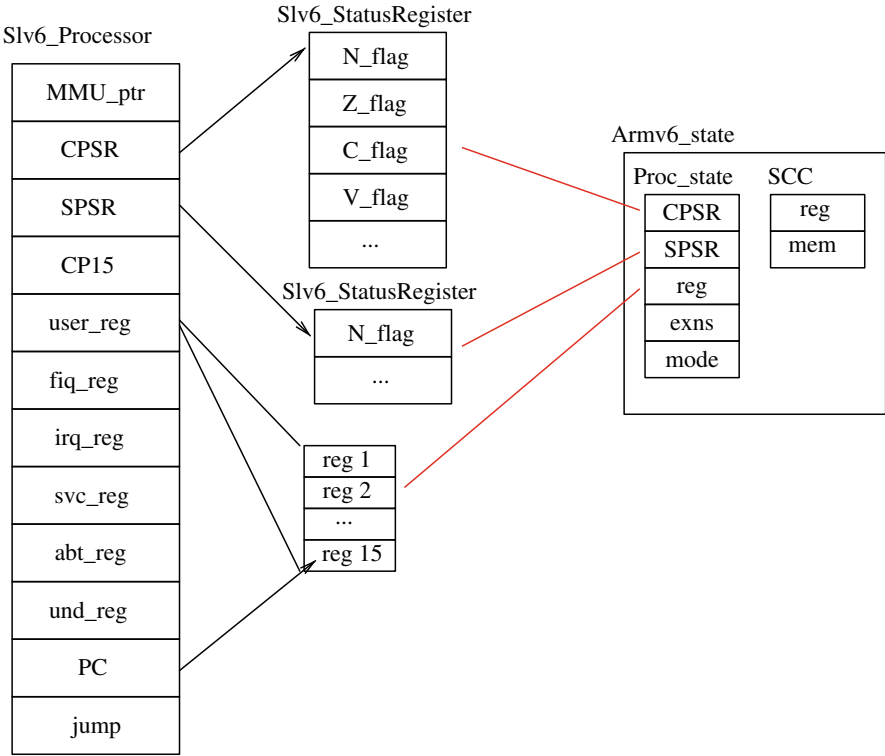 Slv6_Processor
MMU_ptr
CPSR
SPSR
CP15
user_reg
fiq_reg
irq_reg
svc_reg
abt_reg
und_reg
PC
jump
Slv6_StatusRegister
N_flag
Z_flag
C_flag
V_flag
...
Slv6_StatusRegister
N_flag
...
reg 1
reg 2
...
reg 15
Armv6_state
Proc_state
CPSR
SPSR
reg
exns
mode
SCC
reg
mem